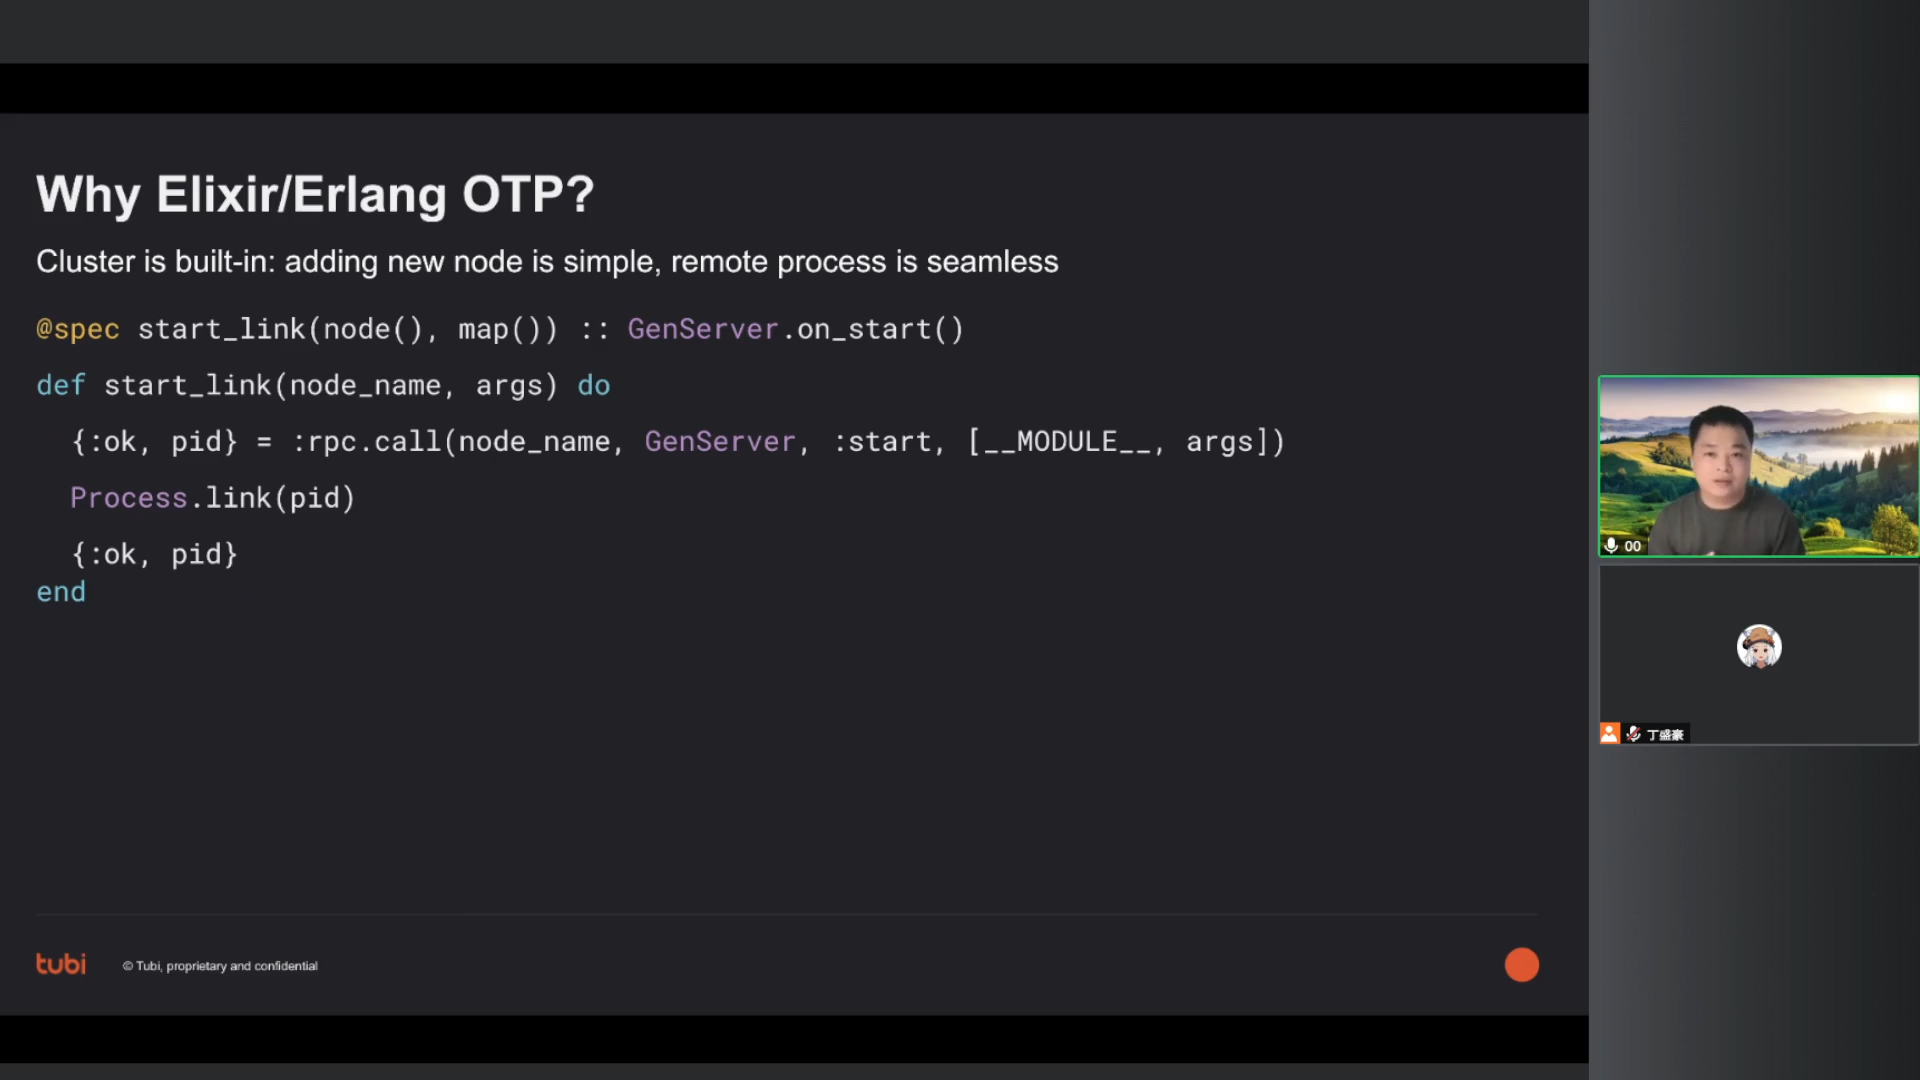 Why Elixir/Erlang OTP?
Cluster is built-in: adding new node is simple, remote process is seamless
@spec start_link(node(), map()) :: GenServer.on_start()
def start_link(node_name, args) do
{:ok, pid} = :rpc.call(node_name, GenServer, :start, [__MODULE__, args])
Process.link(pid)
{:ok, pid}
end
tubi
© Tubi, proprietary and confidential
00
丁盛豪